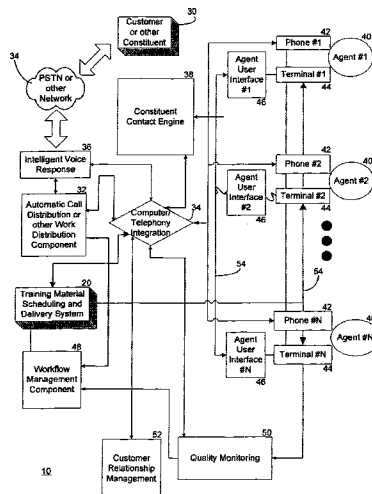 Customer
or other
Constituent
30
34
PSTN or
other
Network
38
Constituent
Contact Engine
36
Intelligent Voice
Response
32
Automatic Call
Distribution or other
Work
Distribution
Component
Computer
Telephony
Integration
34
20
Training Material
Scheduling and
Delivery System
48
Workflow
Management
Component
52
Customer
Relationship
Management
50
Quality Monitoring
Agent User
Interface
#1
46
42
Phone #1
Terminal #1
44
40
Agent #1
Agent User
Interface
#2
46
42
Phone #2
Terminal #2
44
40
Agent #2
54
54
Agent User
Interface
#N
46
42
Phone #N
Terminal #N
44
Agent #N
10